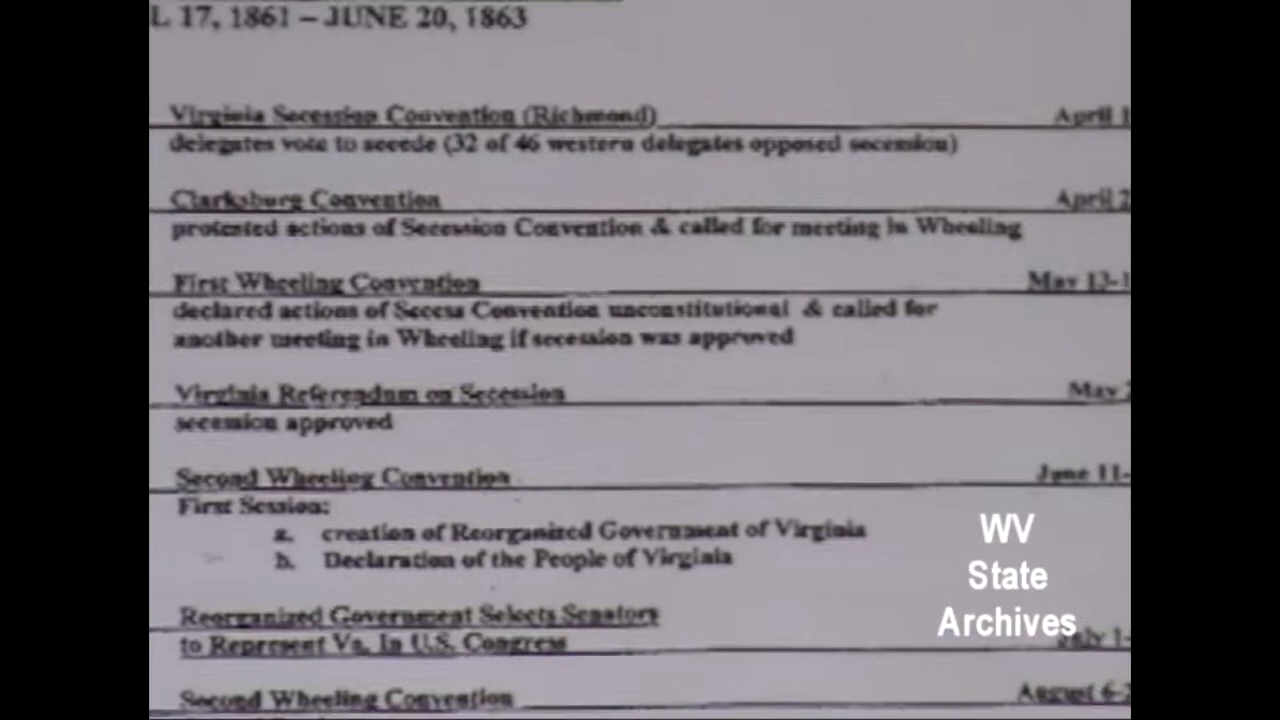 L 17, 1861 – JUNE 20, 1863
Virginia Secession Convention (Richmond) April 1
delegates vote to secede (32 of 46 western delegates opposed secession)
Clarksburg Convention April 2
protested actions of Secession Convention & called for meeting in Wheeling
First Wheeling Convention May 13-1
declared actions of Secess Convention unconstitutional & called for
another meeting in Wheeling if secession was approved
Virginia Referendum on Secession May 2
secession approved
Second Wheeling Convention June 11-
First Session:
a. creation of Reorganized Government of Virginia
b. Declaration of the People of Virginia
Reorganized Government Selects Senators
to Represent Va. In U.S. Congress July 1-
Second Wheeling Convention August 6-2
WV
State
Archives